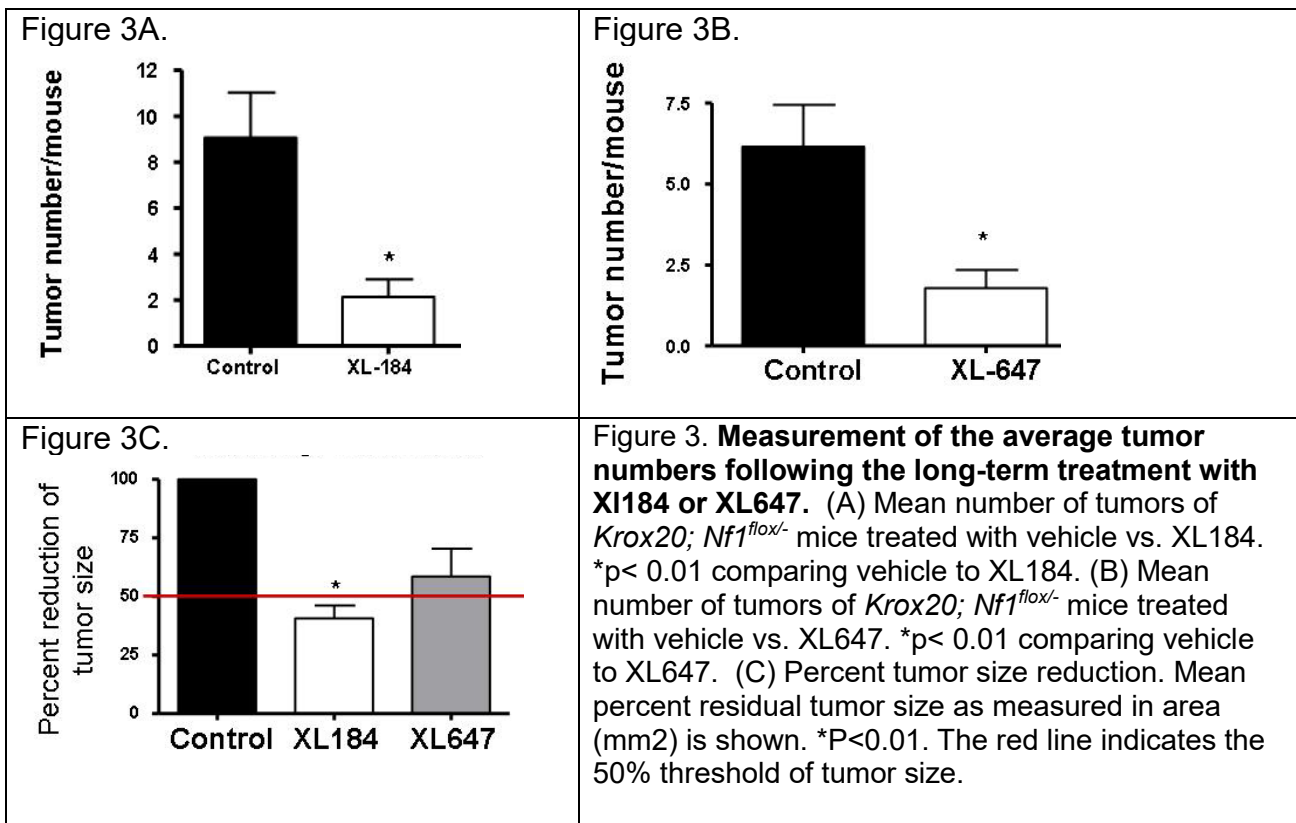 Figure 3A.
Tumor number/mouse
12
10
8
6
4
2
0
*
Control XL-184
Figure 3B.
Tumor number/mouse
7.5
5.0
2.5
0.0
*
Control XL-647
Figure 3C.
Percent reduction of
tumor size
100
75
50
25
0
*
Control XL184 XL647
Figure 3. Measurement of the average tumor
numbers following the long-term treatment with
Xl184 or XL647. (A) Mean number of tumors of
Krox20; Nf1flox/- mice treated with vehicle vs. XL184.
*p< 0.01 comparing vehicle to XL184. (B) Mean
number of tumors of Krox20; Nf1flox/- mice treated
with vehicle vs. XL647. *p< 0.01 comparing vehicle
to XL647. (C) Percent tumor size reduction. Mean
percent residual tumor size as measured in area
(mm2) is shown. *P<0.01. The red line indicates the
50% threshold of tumor size.